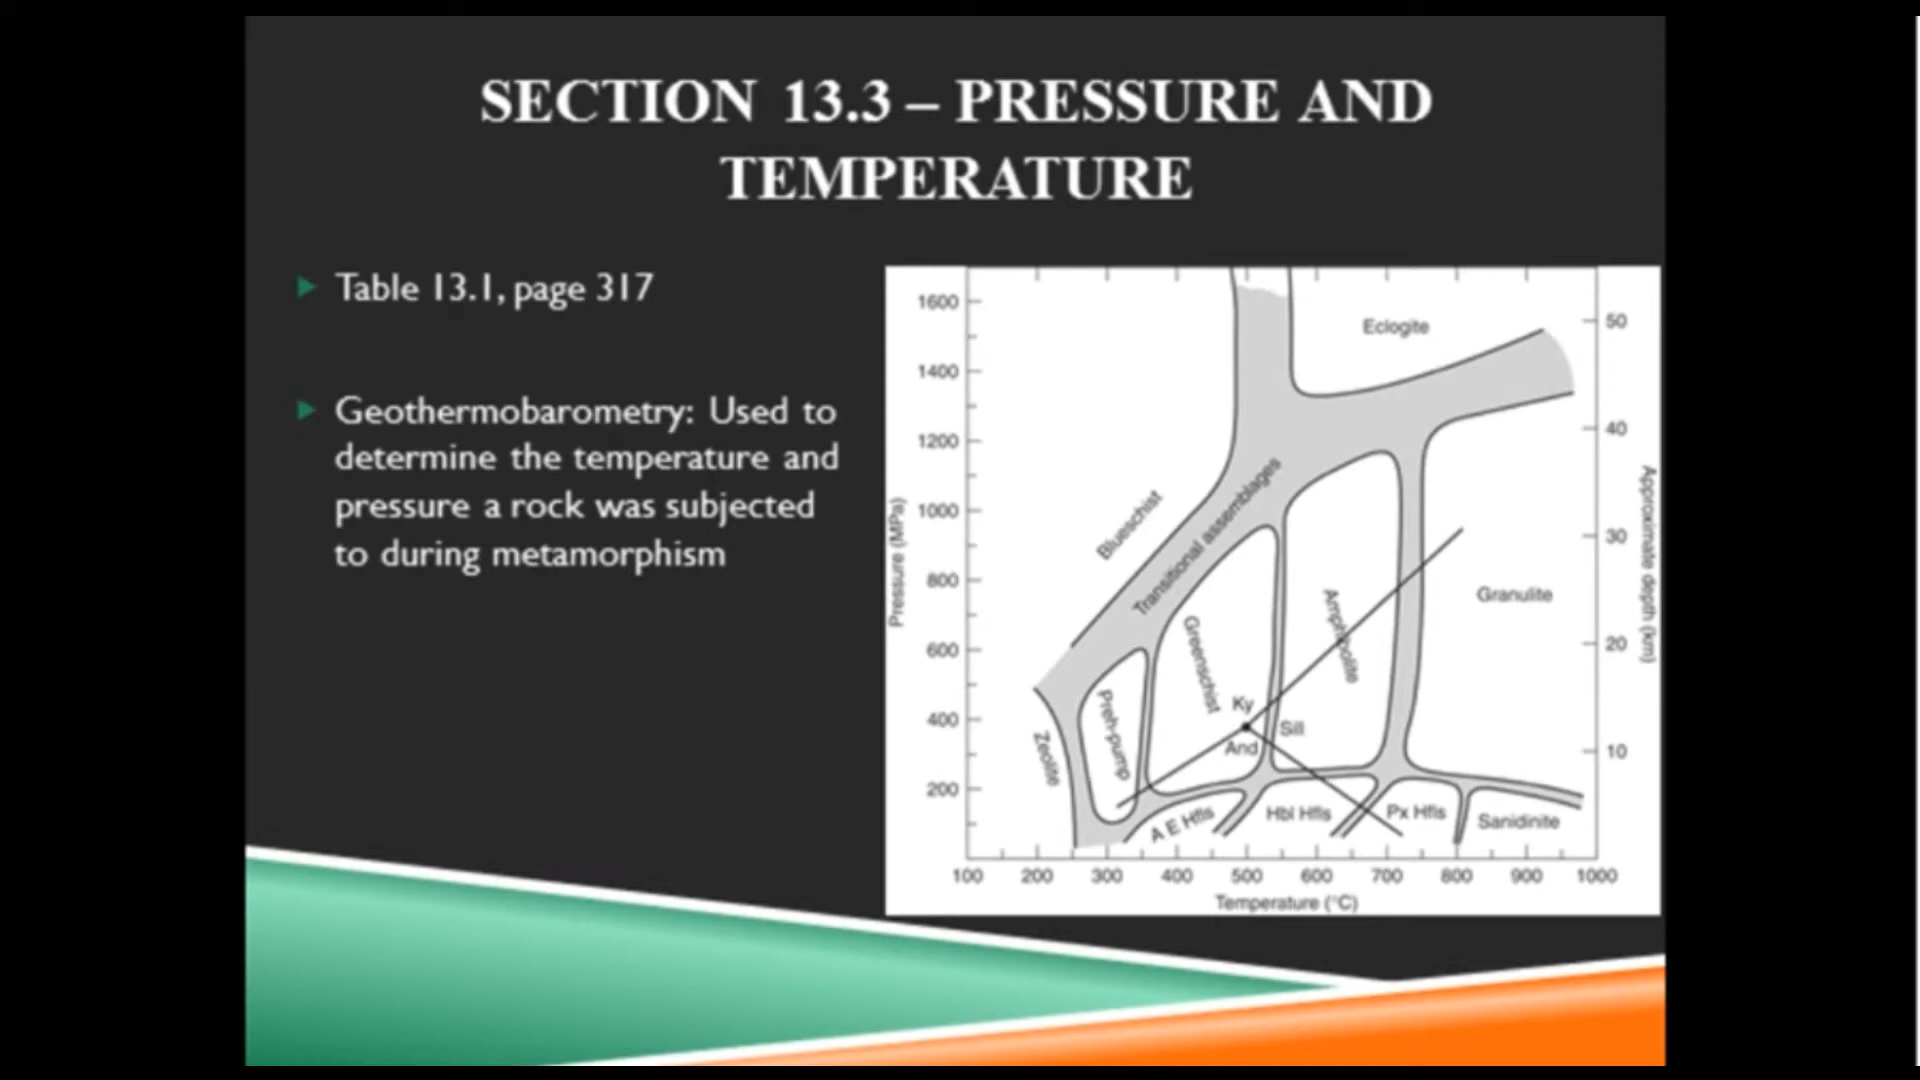 SECTION 13.3 – PRESSURE AND
TEMPERATURE
Table 13.1, page 317
Geothermobarometry: Used to
determine the temperature and
pressure a rock was subjected
to during metamorphism
1600
1400
1200
1000
800
600
400
200
Pressure (MPa)
Eclogite
Blueschist
Transitional assemblages
Greenschist
Amphibolite
Granulite
Preh-pump
Zeolite
Ky
Sill
And
A E Hfls
Hbl Hfls
Px Hfls
Sanidinite
50
40
30
20
10
Approximate depth (km)
100 200 300 400 500 600 700 800 900 1000
Temperature (°C)